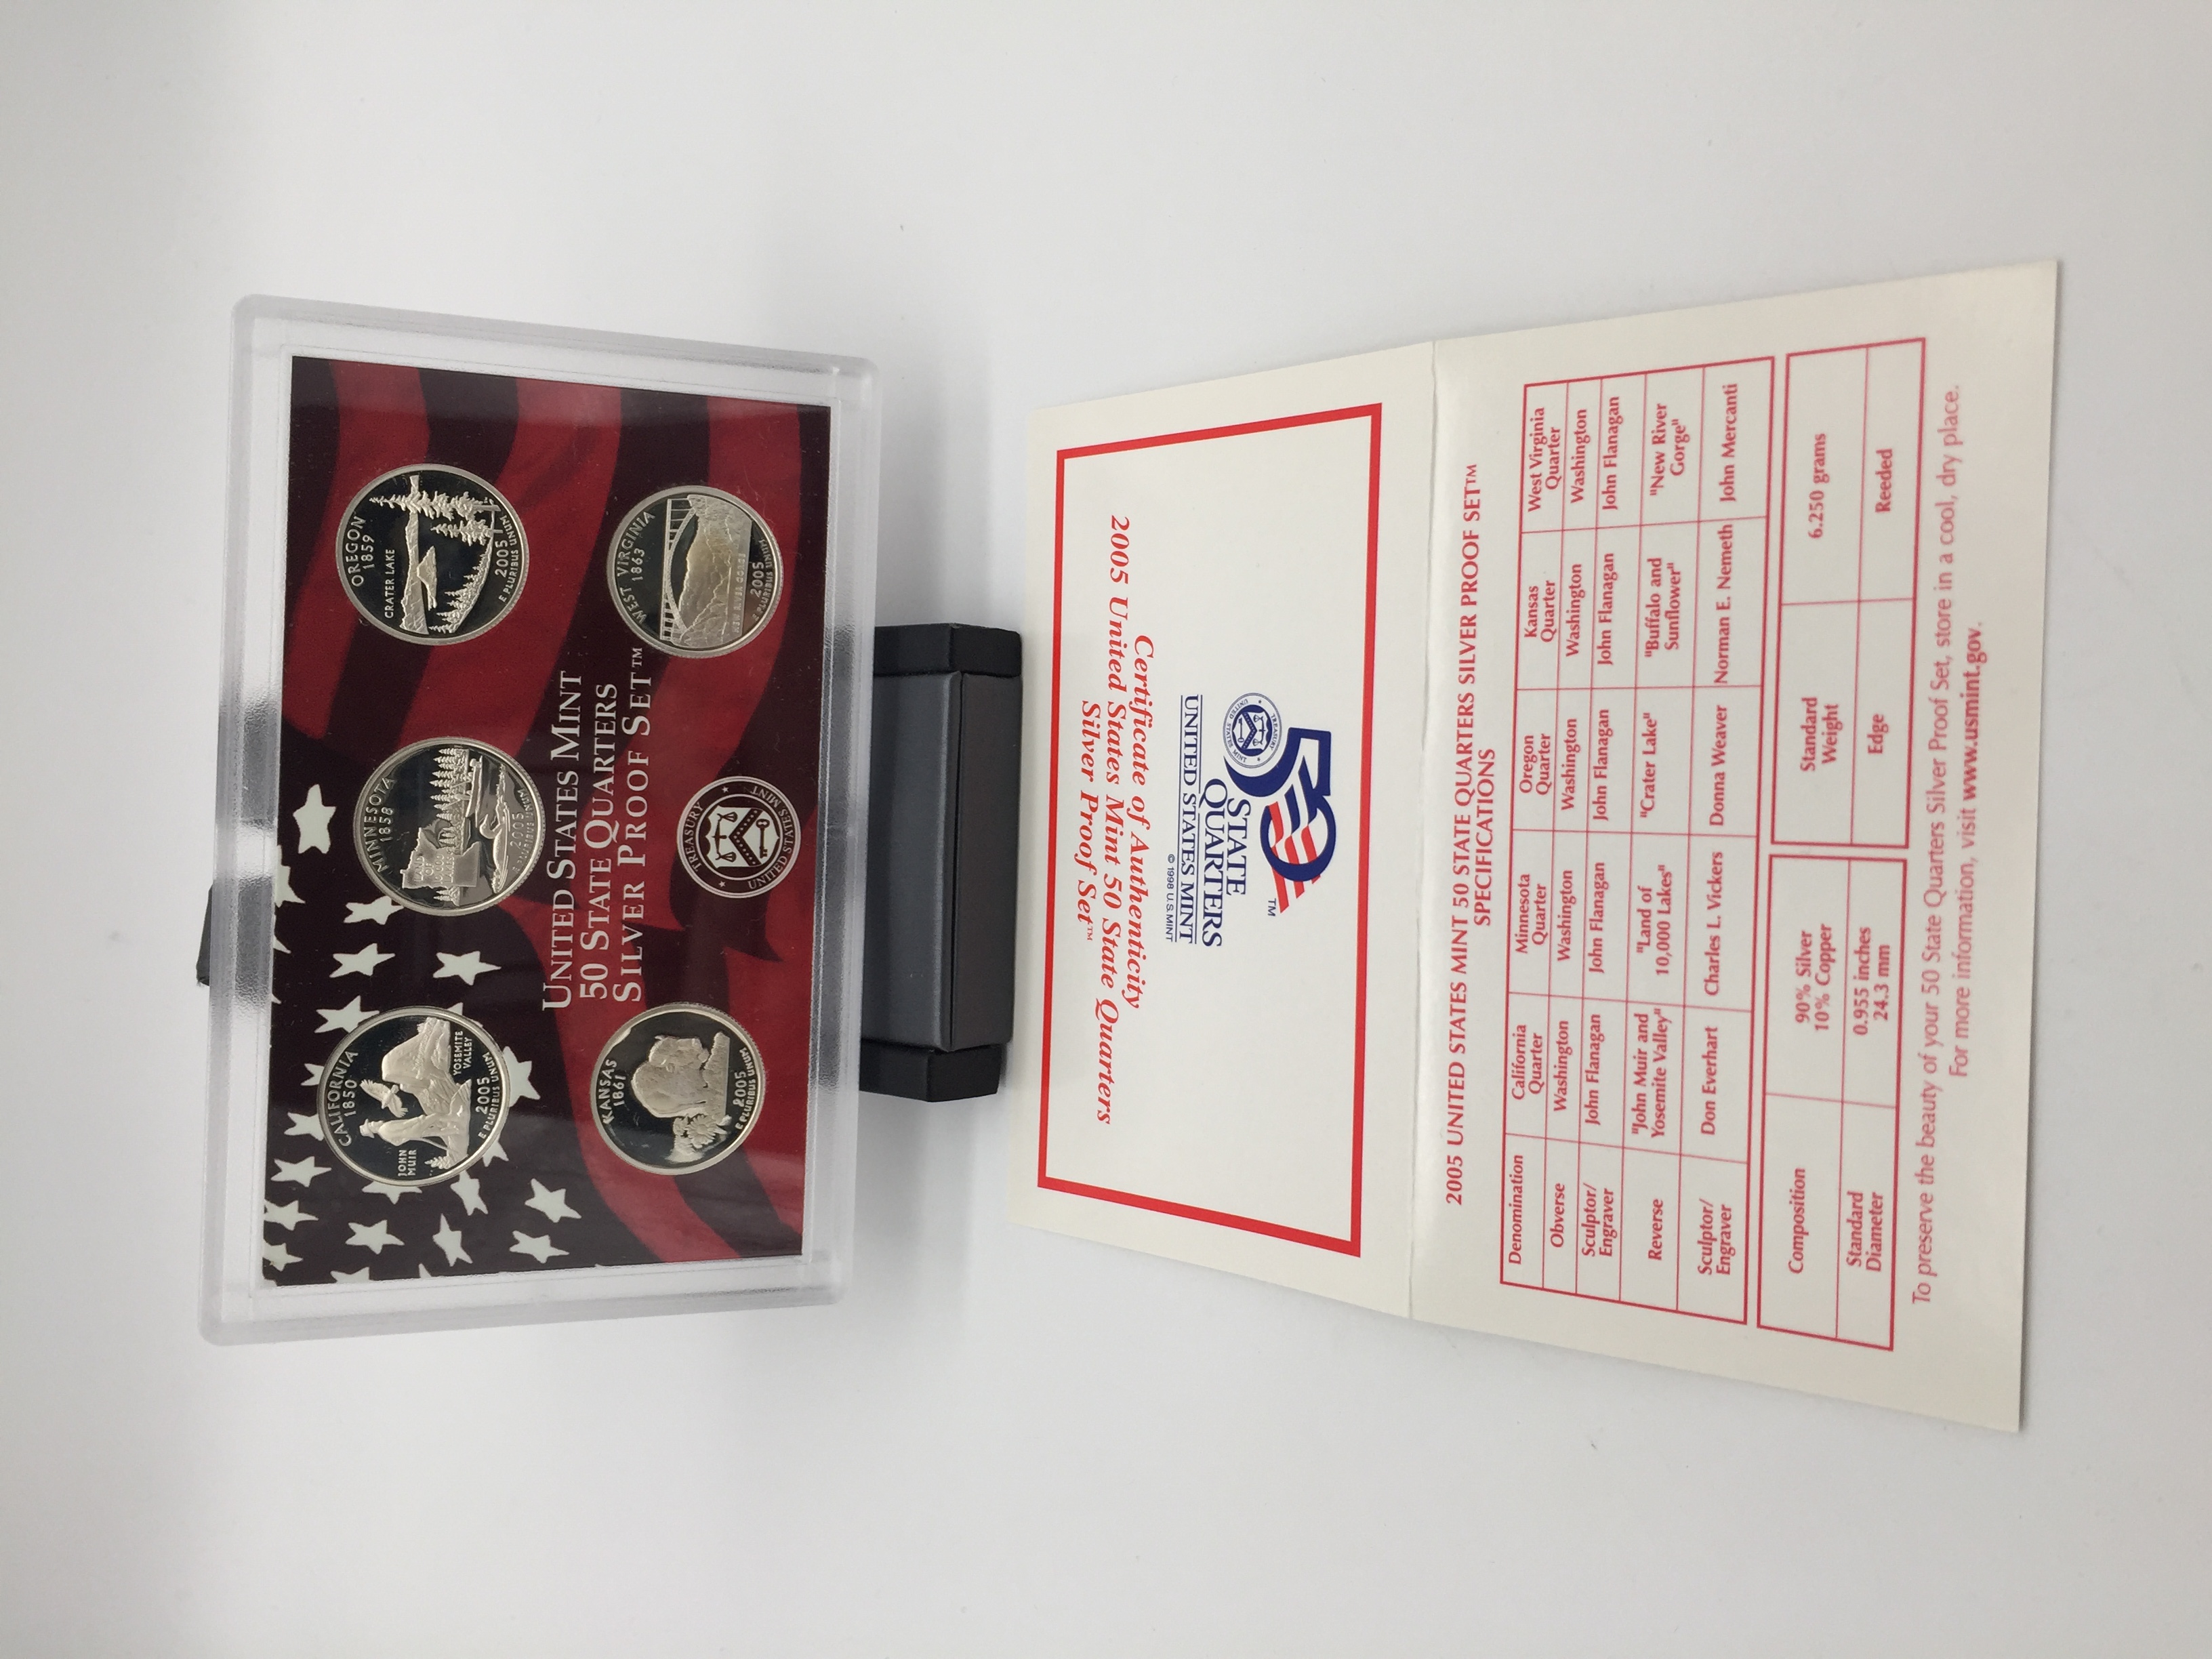 CALIFORNIA
1850
JOHN
MUIR
YOSEMITE
VALLEY
2005
E PLURIBUS UNUM
MINNESOTA
1858
2005
E PLURIBUS UNUM
OREGON
1859
CRATER LAKE
2005
E PLURIBUS UNUM
UNITED STATES MINT
50 STATE QUARTERS
SILVER PROOF SET™
KANSAS
1861
2005
E PLURIBUS UNUM
TREASURY
UNITED STATES MINT
WEST VIRGINIA
1863
NEW RIVER GORGE
2005
E PLURIBUS UNUM
Certificate of Authenticity
2005 United States Mint 50 State Quarters
Silver Proof Set™
50
TM
STATE
QUARTERS
UNITED STATES MINT
© 1998 U.S. MINT
2005 UNITED STATES MINT 50 STATE QUARTERS SILVER PROOF SET™
SPECIFICATIONS
Denomination California Quarter Minnesota Quarter Oregon Quarter Kansas Quarter West Virginia Quarter
Obverse Washington Washington Washington Washington Washington
Sculptor/ Engraver John Flanagan John Flanagan John Flanagan John Flanagan John Flanagan
Reverse "John Muir and Yosemite Valley" "Land of 10,000 Lakes" "Crater Lake" "Buffalo and Sunflower" "New River Gorge"
Sculptor/ Engraver Don Everhart Charles L. Vickers Donna Weaver Norman E. Nemeth John Mercanti
Composition 90% Silver 10% Copper Standard Weight 6.250 grams
Standard Diameter 0.955 inches 24.3 mm Edge Reeded
To preserve the beauty of your 50 State Quarters Silver Proof Set, store in a cool, dry place.
For more information, visit www.usmint.gov.